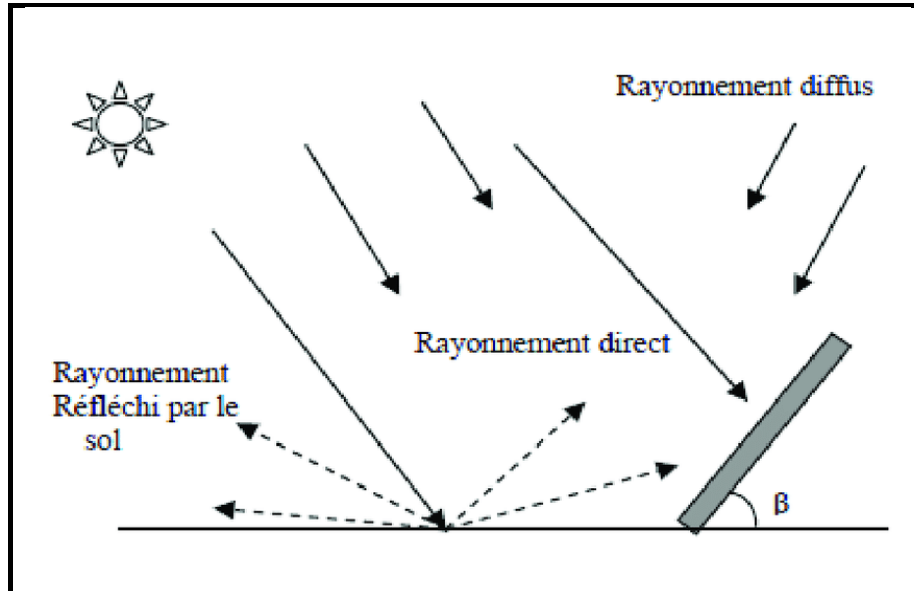 Rayonnement diffus
Rayonnement direct
Rayonnement
Réfléchi par le
sol
β